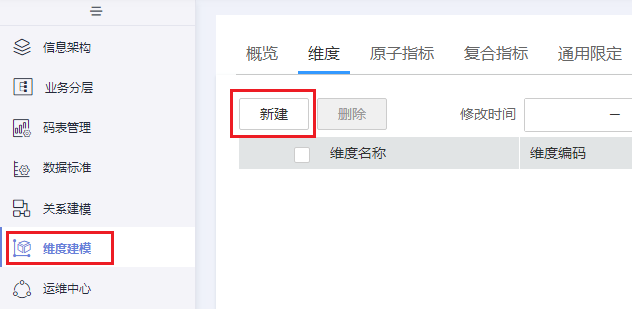 信息架构
业务分层
码表管理
数据标准
关系建模
维度建模
运维中心
概览 维度 原子指标 复合指标 通用限定
新建 删除 修改时间 —
维度名称 维度编码